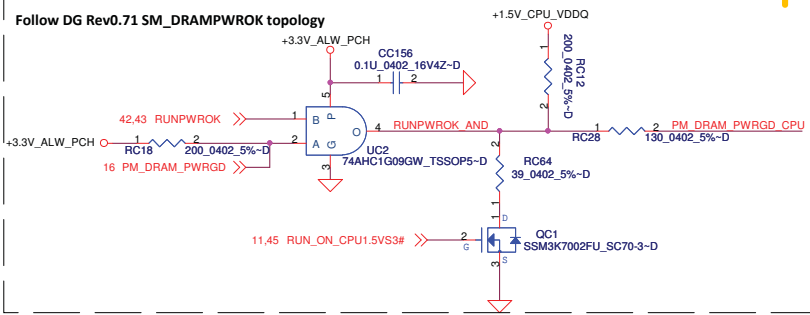 Follow DG Rev0.71 SM_DRAMPWROK topology
+1.5V_CPU_VDDQ
+3.3V_ALW_PCH
CC156
0.1U_0402_16V4Z~D
1 2
1
RC12
200_0402_5%~D
2
5
42,43 RUNPWROK
1 B P
O 4 RUNPWROK_AND
+3.3V_ALW_PCH
1 2
2 A G
RC18 200_0402_5%~D
UC2
74AHC1G09GW_TSSOP5~D
3
16 PM_DRAM_PWRGD
1 2 PM_DRAM_PWRGD_CPU
RC28 130_0402_5%~D
2
RC64
39_0402_5%~D
1
1 D
11,45 RUN_ON_CPU1.5VS3#
2 G
QC1
SSM3K7002FU_SC70-3~D
3 S